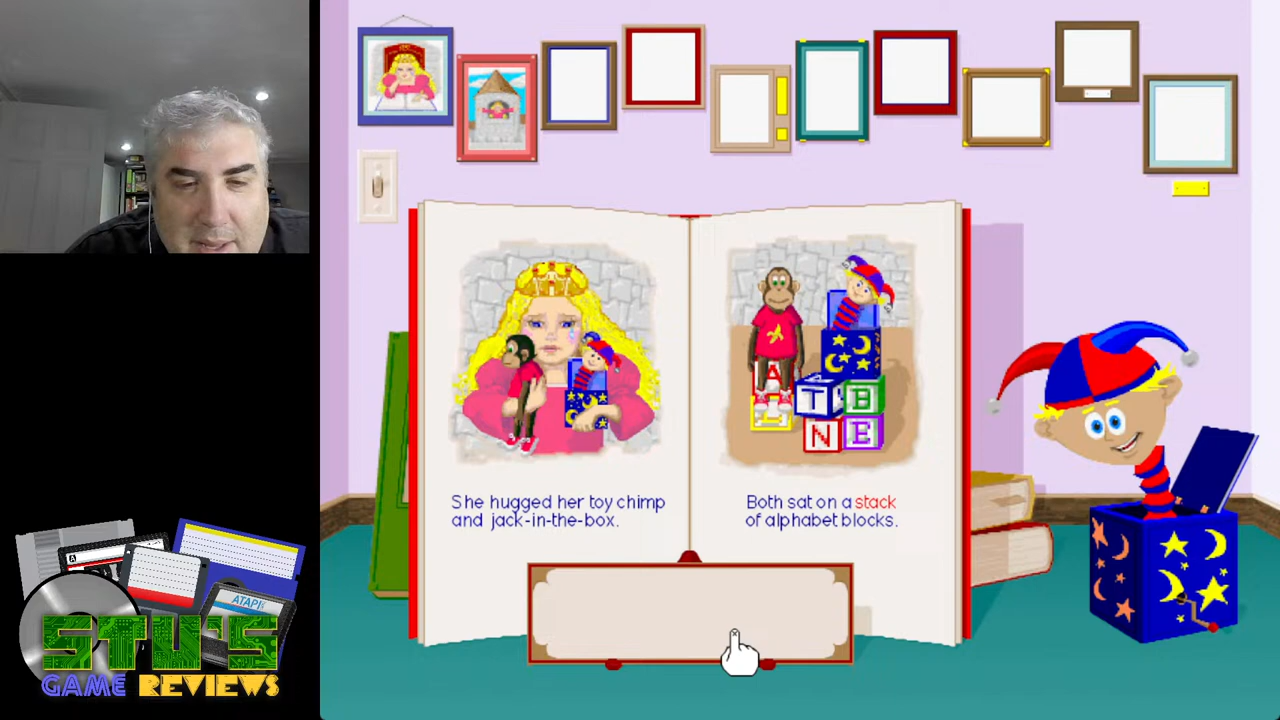 She hugged her toy chimp
and jack-in-the-box.
Both sat on a stack
of alphabet blocks.
A
T B
N E
A
ATARI
STU'S
GAME REVIEWS